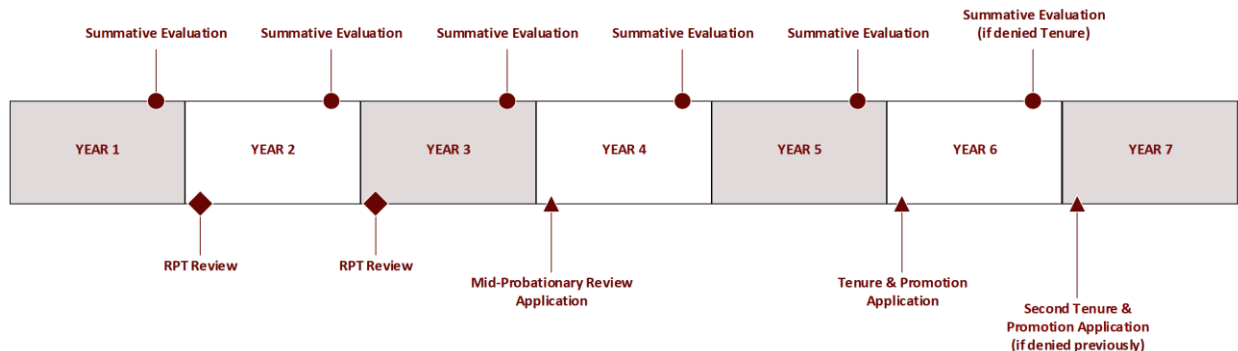 Summative Evaluation
Summative Evaluation
Summative Evaluation
Summative Evaluation
Summative Evaluation
Summative Evaluation
(if denied Tenure)
YEAR 1
YEAR 2
YEAR 3
YEAR 4
YEAR 5
YEAR 6
YEAR 7
RPT Review
RPT Review
Mid-Probationary Review
Application
Tenure & Promotion
Application
Second Tenure &
Promotion Application
(if denied previously)